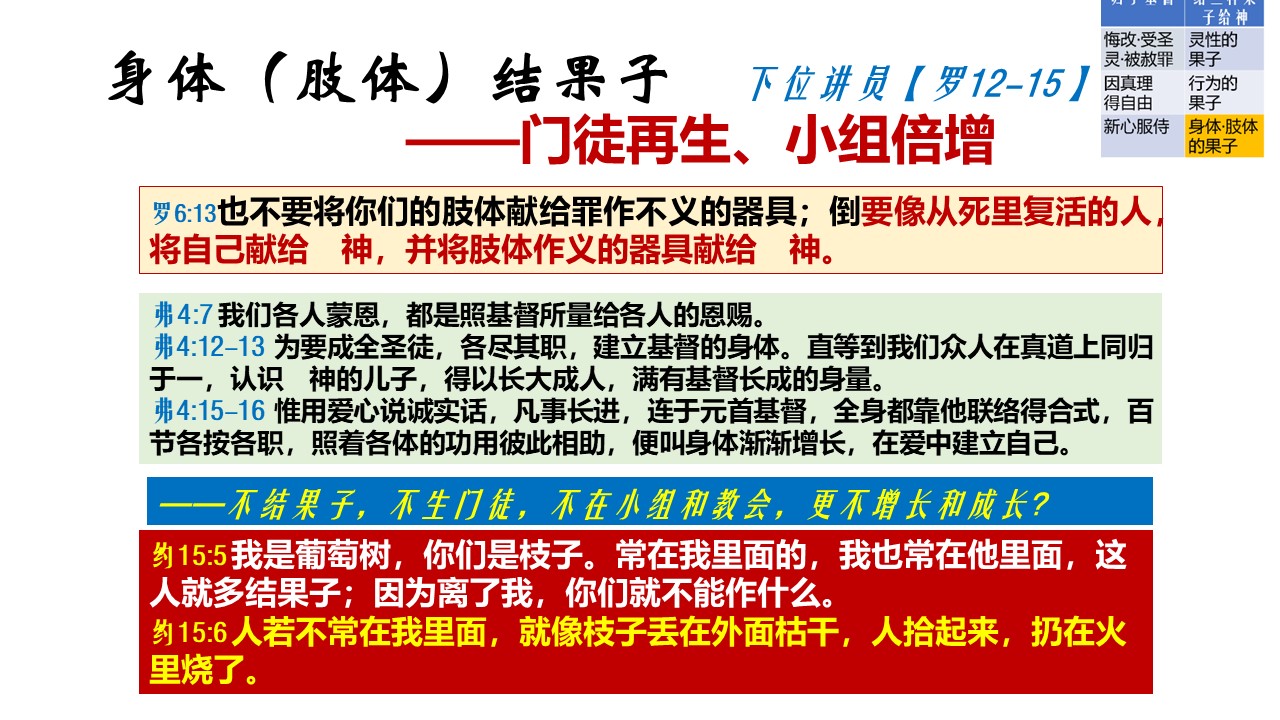 身体（肢体）结果子
下位讲员【罗12-15】
——门徒再生、小组倍增
归于基督 结三种果
子给神
悔改·受圣 灵性的
灵·被赦罪 果子
因真理 行为的
得自由 果子
新心服侍 身体·肢体
的果子
罗6:13也不要将你们的肢体献给罪作不义的器具；倒要像从死里复活的人，
将自己献给　神，并将肢体作义的器具献给　神。
弗4:7 我们各人蒙恩，都是照基督所量给各人的恩赐。
弗4:12-13 为要成全圣徒，各尽其职，建立基督的身体。直等到我们众人在真道上同归
于一，认识　神的儿子，得以长大成人，满有基督长成的身量。
弗4:15-16 惟用爱心说诚实话，凡事长进，连于元首基督，全身都靠他联络得合式，百
节各按各职，照着各体的功用彼此相助，便叫身体渐渐增长，在爱中建立自己。
——不结果子，不生门徒，不在小组和教会，更不增长和成长?
约15:5我是葡萄树，你们是枝子。常在我里面的，我也常在他里面，这
人就多结果子；因为离了我，你们就不能作什么。
约15:6人若不常在我里面，就像枝子丢在外面枯干，人拾起来，扔在火
里烧了。